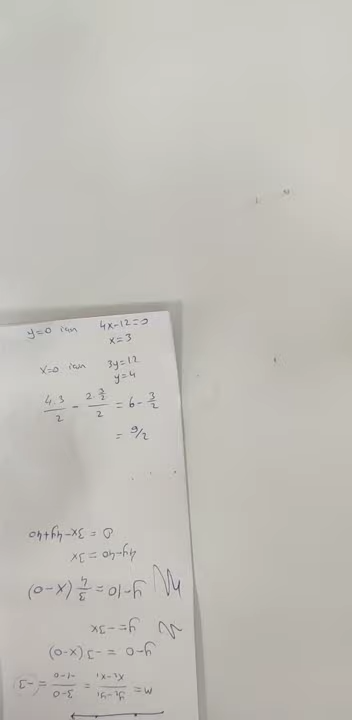 y=0 için 4x-12=0
x=3
x=0 için 3y=12
y=4
4.3/2 - 2.3/2/2 = 6 - 3/2
= 9/2
m = y₂-y₁/x₂-x₁ = 3-0/-1-0 = -3
y-0 = -3(x-0)
y = -3x
y-10 = 3/4 (x-0)
4y-40 = 3x
0 = 3x-4y+40